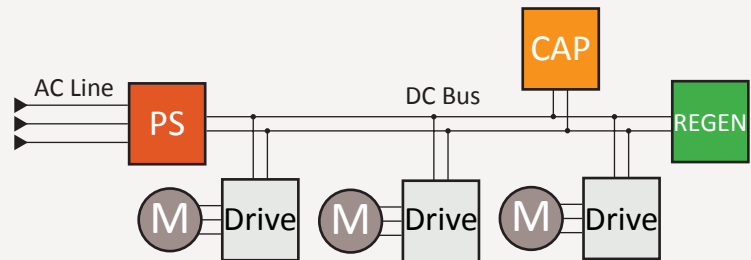 CAP
AC Line
DC Bus
PS
REGEN
M
Drive
M
Drive
M
Drive